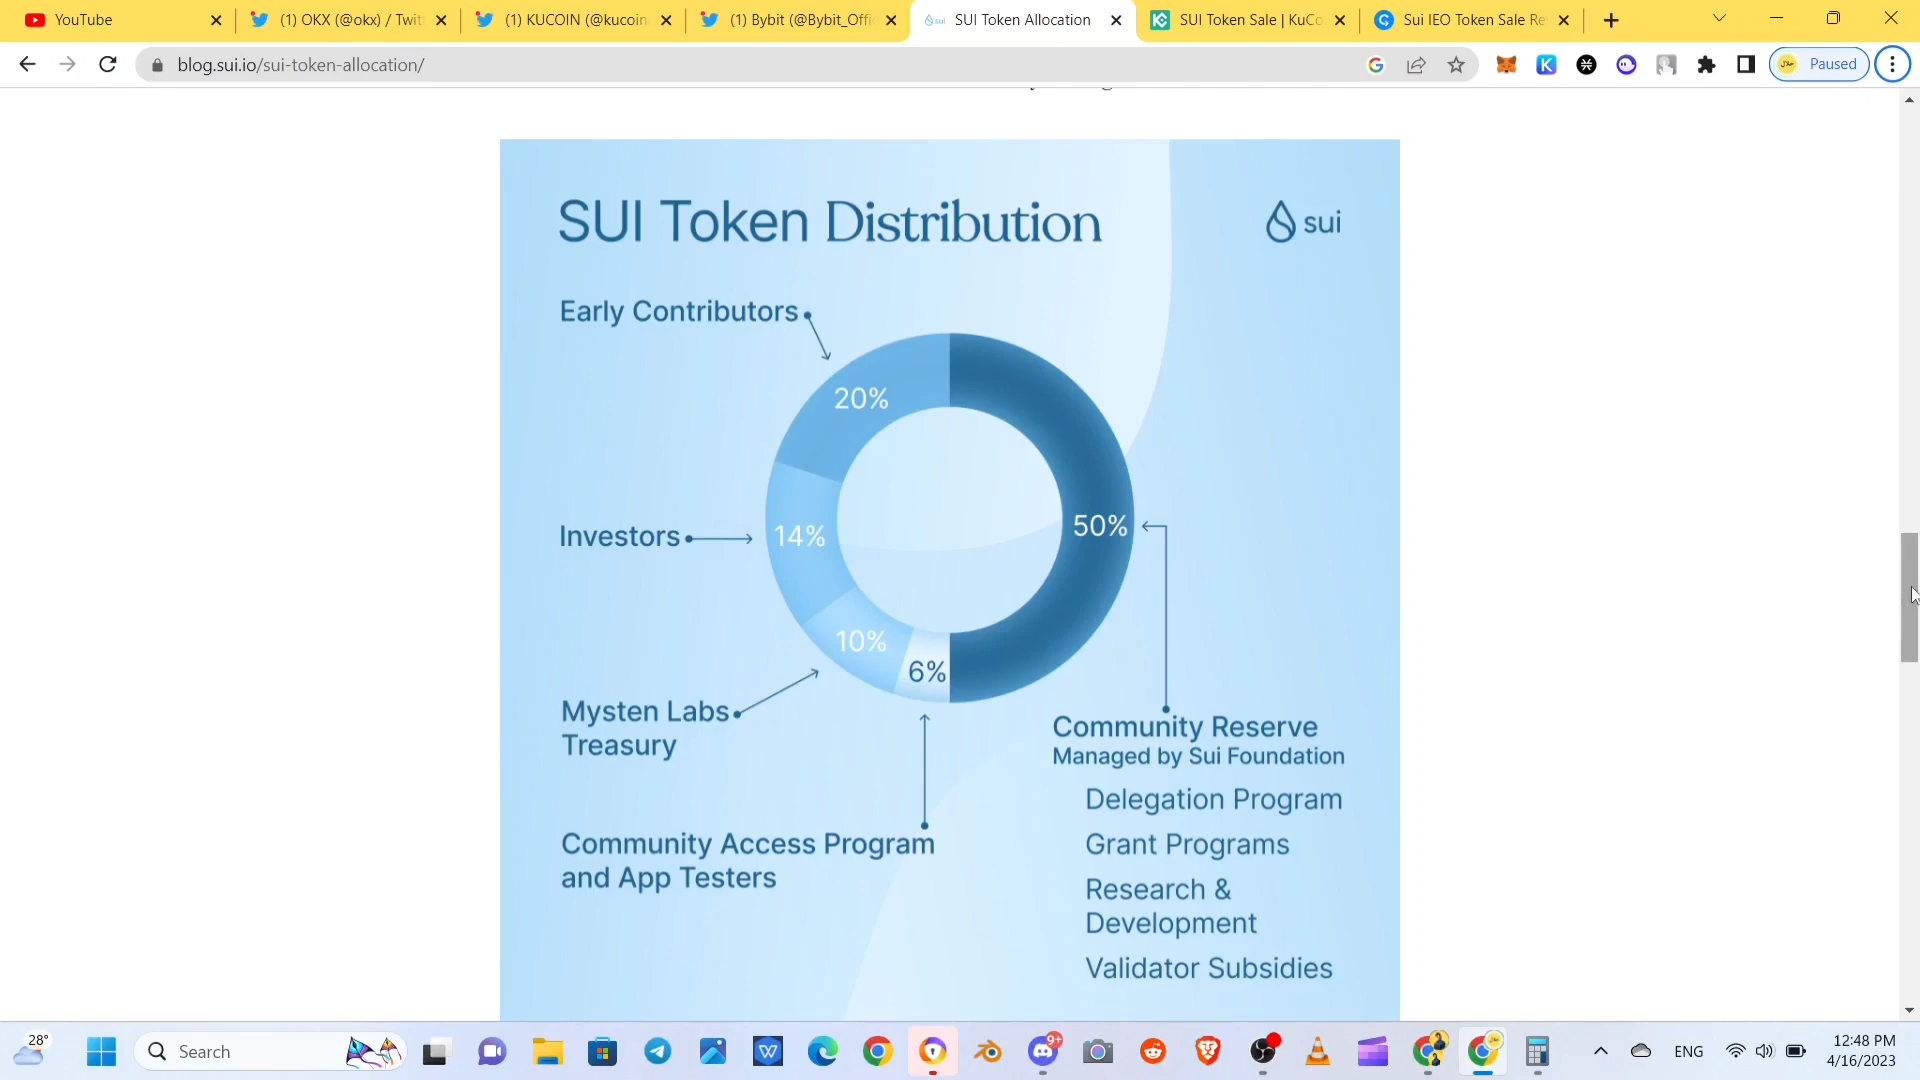 YouTube
(1) OKX (@okx) / Twit
(1) KUCOIN (@kucoin
(1) Bybit (@Bybit_Offi
SUI Token Allocation
SUI Token Sale | KuCo
Sui IEO Token Sale Re
blog.sui.io/sui-token-allocation/
Paused
SUI Token Distribution
sui
Early Contributors
20%
Investors
14%
50%
10%
6%
Mysten Labs
Treasury
Community Reserve
Managed by Sui Foundation
Delegation Program
Community Access Program
and App Testers
Grant Programs
Research &
Development
Validator Subsidies
28°
Search
9+
ENG
12:48 PM
4/16/2023